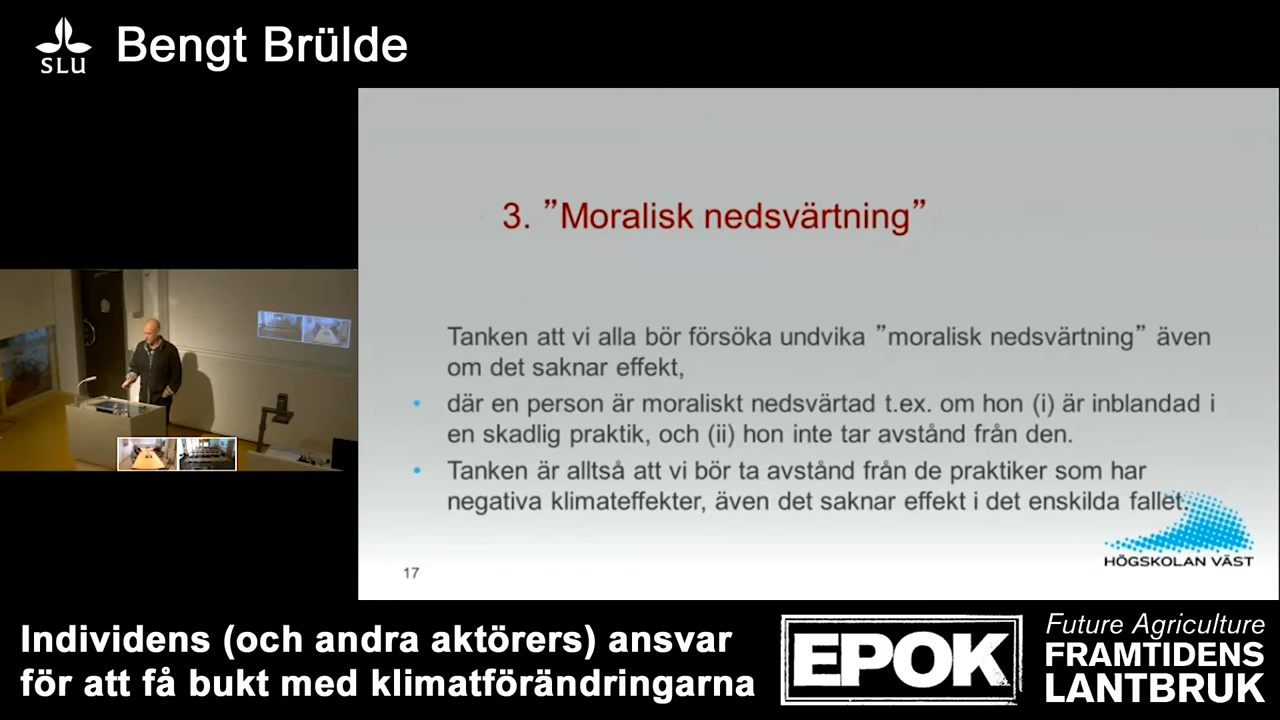 SLU
Bengt Brülde
3. ”Moralisk nedsvärtning”
Tanken att vi alla bör försöka undvika ”moralisk nedsvärtning” även
om det saknar effekt,
• där en person är moraliskt nedsvärtad t.ex. om hon (i) är inblandad i
en skadlig praktik, och (ii) hon inte tar avstånd från den.
• Tanken är alltså att vi bör ta avstånd från de praktiker som har
negativa klimateffekter, även det saknar effekt i det enskilda fallet.
HÖGSKOLAN VÄST
17
Individens (och andra aktörers) ansvar
för att få bukt med klimatförändringarna
EPOK
Future Agriculture
FRAMTIDENS
LANTBRUK